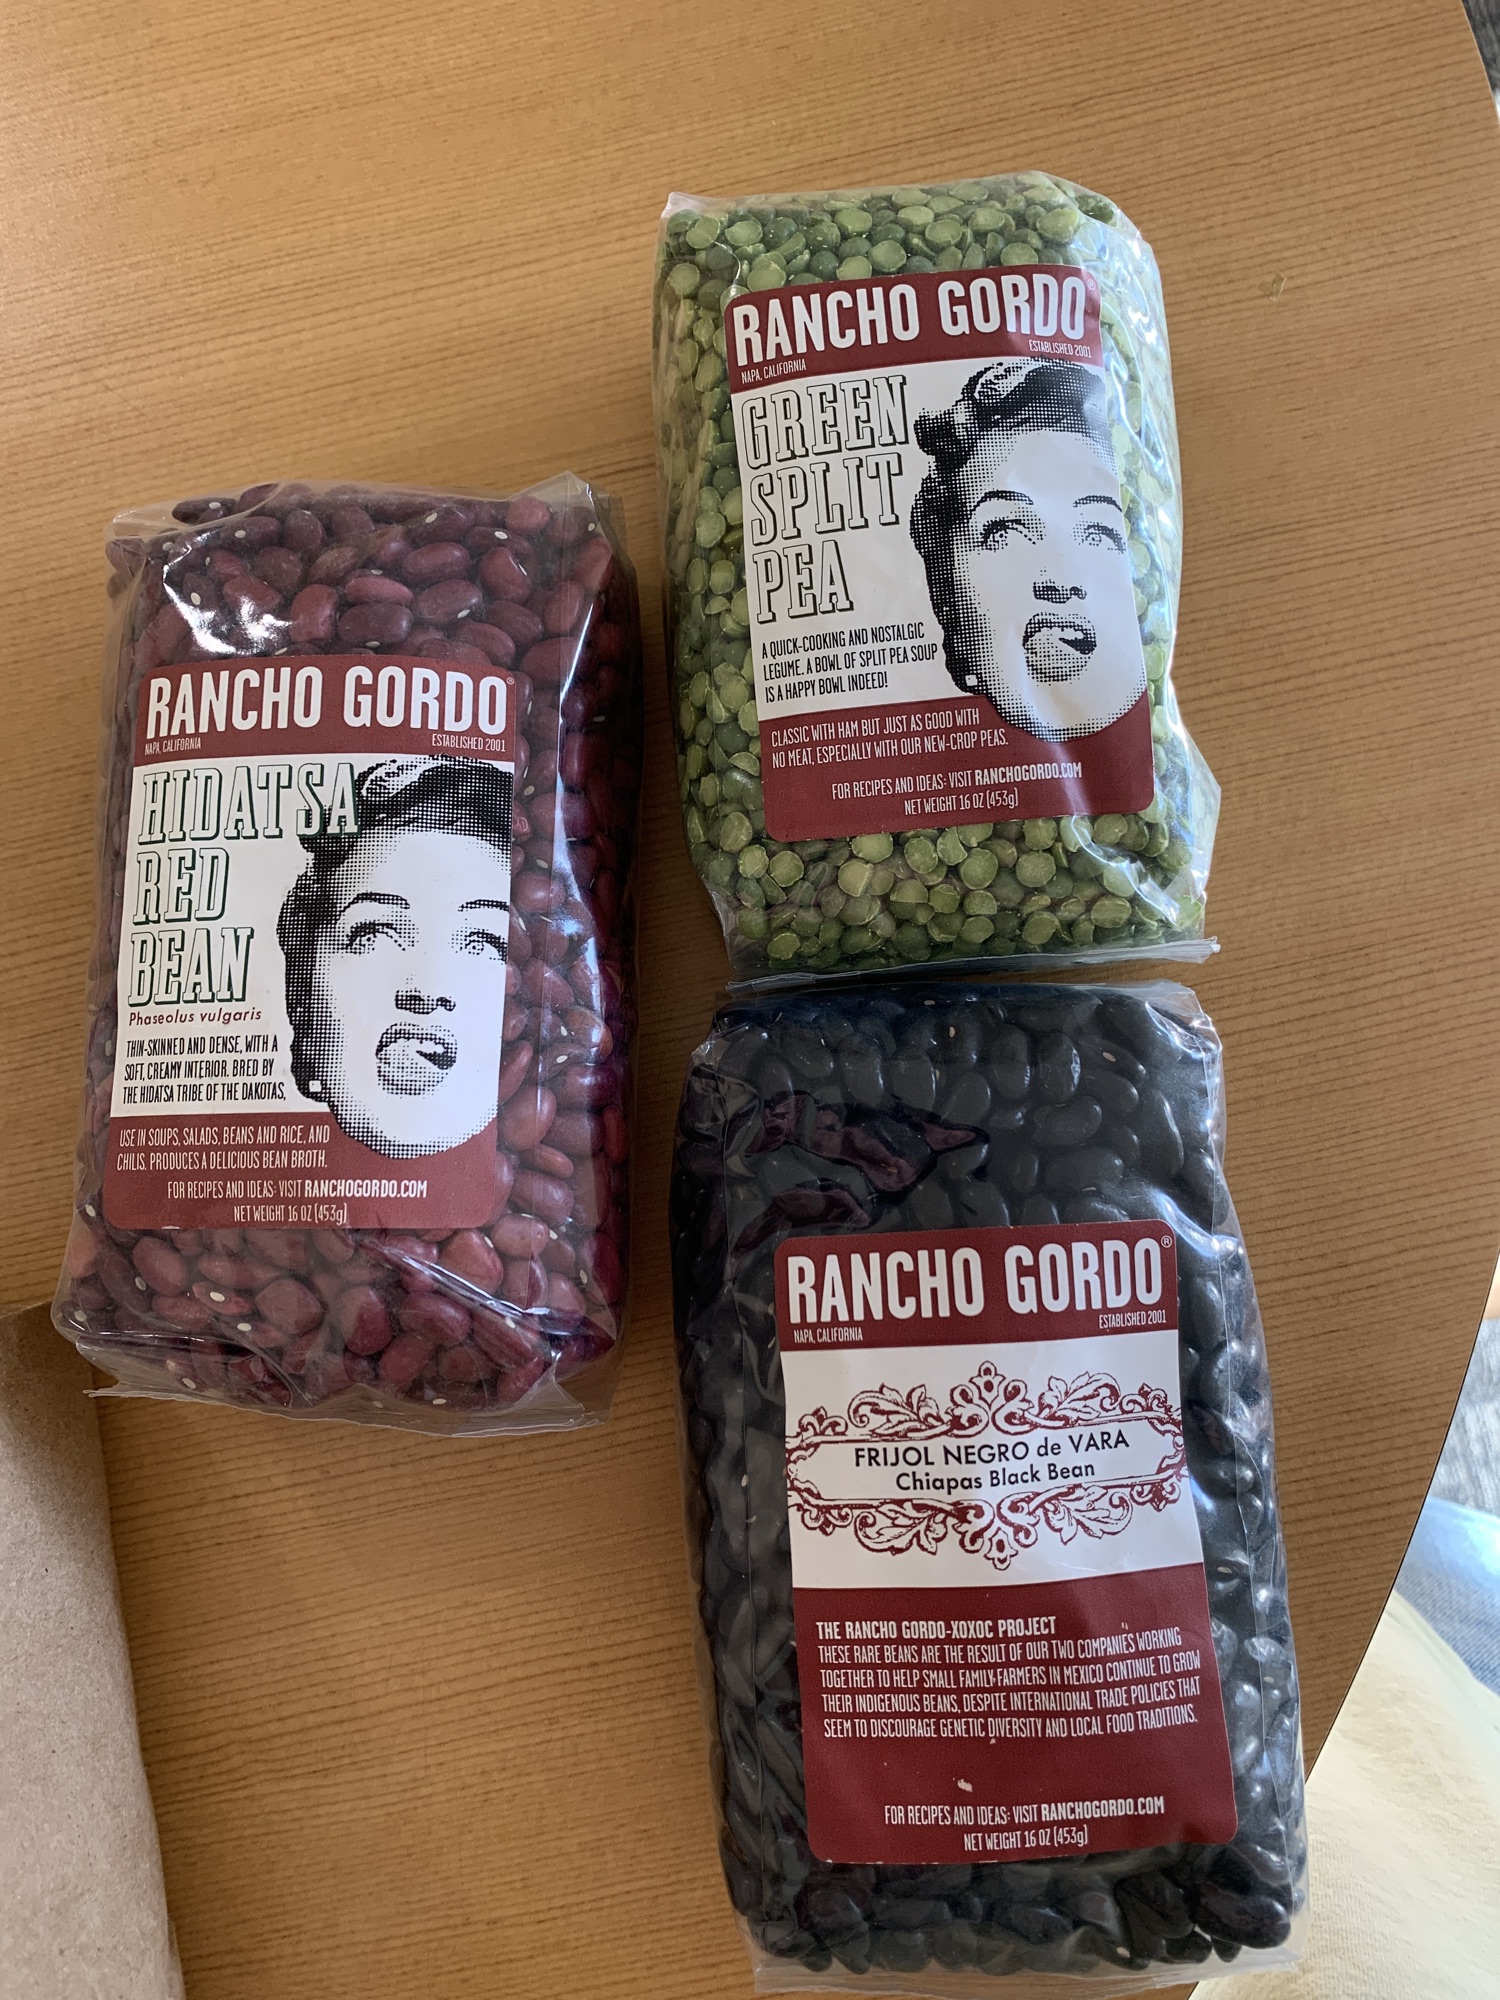 RANCHO GORDO®
NAPA, CALIFORNIA
ESTABLISHED 2001
HIDATSA
RED
BEAN
Phaseolus vulgaris
THIN-SKINNED AND DENSE, WITH A
SOFT, CREAMY INTERIOR. BRED BY
THE HIDATSA TRIBE OF THE DAKOTAS,
USE IN SOUPS, SALADS, BEANS AND RICE, AND
CHILIS. PRODUCES A DELICIOUS BEAN BROTH.
FOR RECIPES AND IDEAS: VISIT RANCHOGORDO.COM
NET WEIGHT 16 OZ (453g)
RANCHO GORDO®
NAPA, CALIFORNIA
ESTABLISHED 2001
GREEN
SPLIT
PEA
A QUICK-COOKING AND NOSTALGIC
LEGUME. A BOWL OF SPLIT PEA SOUP
IS A HAPPY BOWL INDEED!
CLASSIC WITH HAM BUT JUST AS GOOD WITH
NO MEAT, ESPECIALLY WITH OUR NEW-CROP PEAS.
FOR RECIPES AND IDEAS: VISIT RANCHOGORDO.COM
NET WEIGHT 16 OZ (453g)
RANCHO GORDO®
NAPA, CALIFORNIA
ESTABLISHED 2001
FRIJOL NEGRO de VARA
Chiapas Black Bean
THE RANCHO GORDO-XOXOC PROJECT
THESE RARE BEANS ARE THE RESULT OF OUR TWO COMPANIES WORKING
TOGETHER TO HELP SMALL FAMILY-FARMERS IN MEXICO CONTINUE TO GROW
THEIR INDIGENOUS BEANS, DESPITE INTERNATIONAL TRADE POLICIES THAT
SEEM TO DISCOURAGE GENETIC DIVERSITY AND LOCAL FOOD TRADITIONS.
FOR RECIPES AND IDEAS: VISIT RANCHOGORDO.COM
NET WEIGHT 16 OZ (453g)